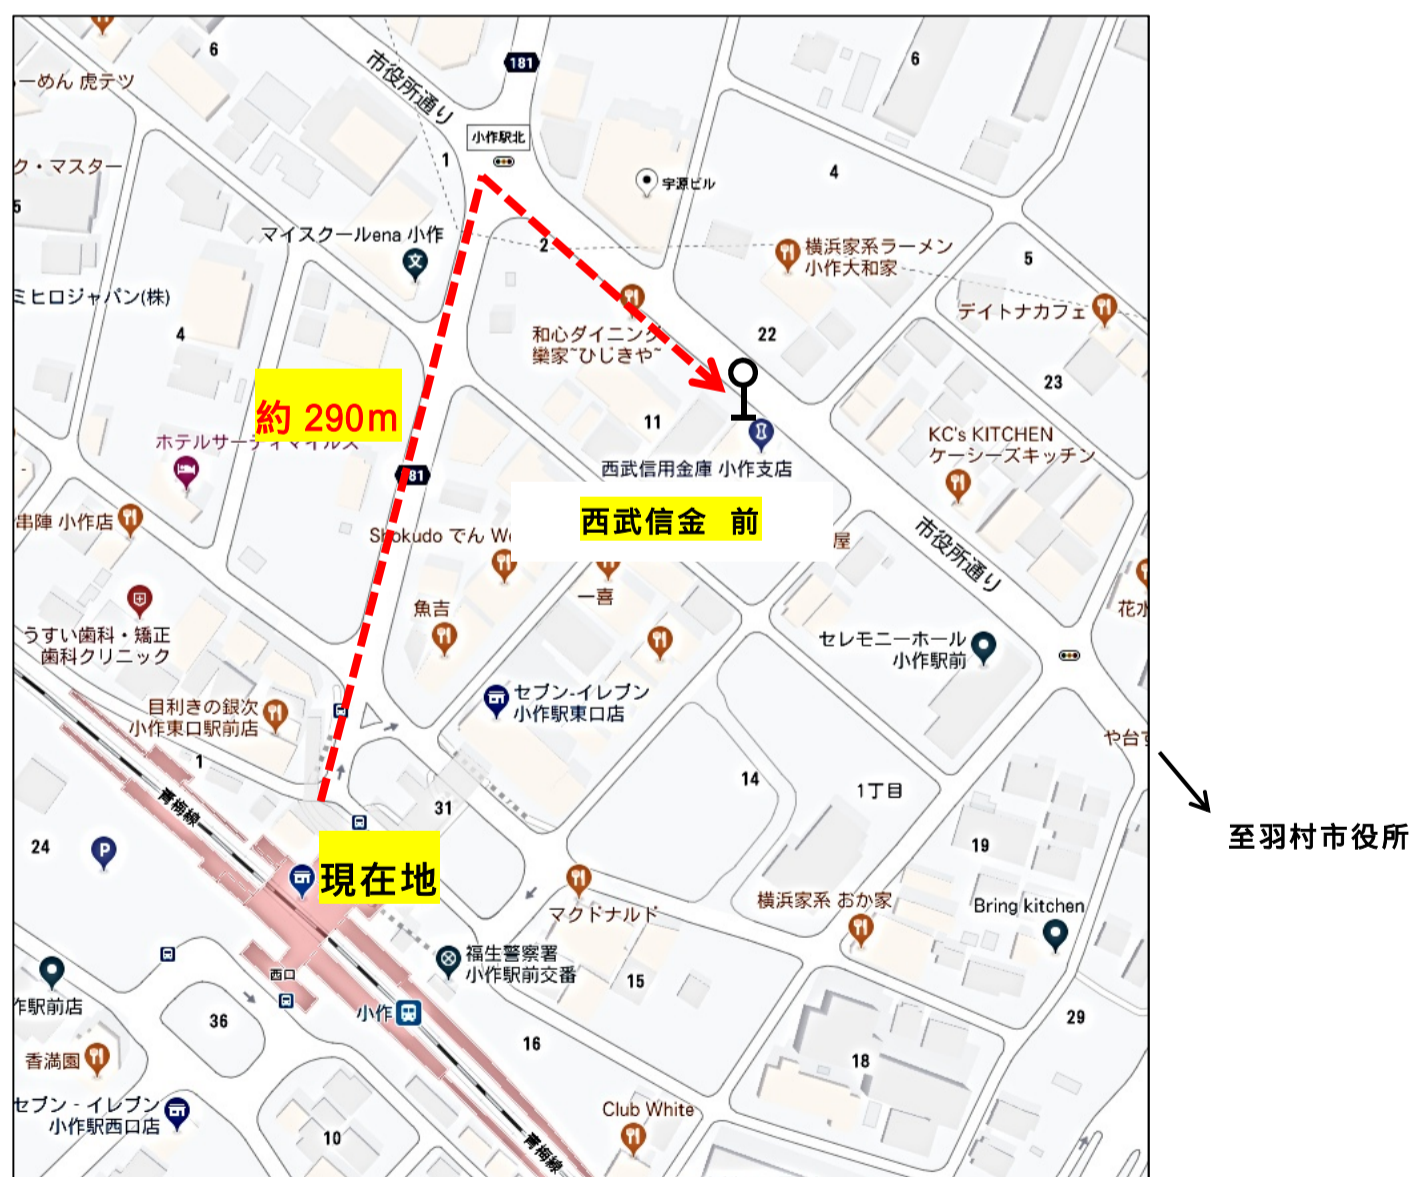 6
181
市役所通り
6
ーめん 虎テツ
小作駅北
1
ク・マスター
5
宇源ビル
4
マイスクールena 小作
2
横浜家系ラーメン
小作大和家
5
ミヒロジャパン(株)
デイトナカフェ
4
和心ダイニング
欒家~ひじきや~
22
23
約 290m
11
KC's KITCHEN
ケーシーズキッチン
西武信用金庫 小作支店
181
串陣 小作店
Shokudo でん
西武信金 前
屋
市役所通り
一喜
魚吉
花水
うすい歯科・矯正
歯科クリニック
セレモニーホール
小作駅前
目利きの銀次
小作東口駅前店
セブン-イレブン
小作駅東口店
や台す
1
14
1丁目
青梅線
31
至羽村市役所
24
P
現在地
19
マクドナルド
横浜家系 おか家
Bring kitchen
福生警察署
小作駅前交番
西口
15
作駅前店
小作
36
29
16
香満園
18
セブン - イレブン
小作駅西口店
Club White
10
青梅線